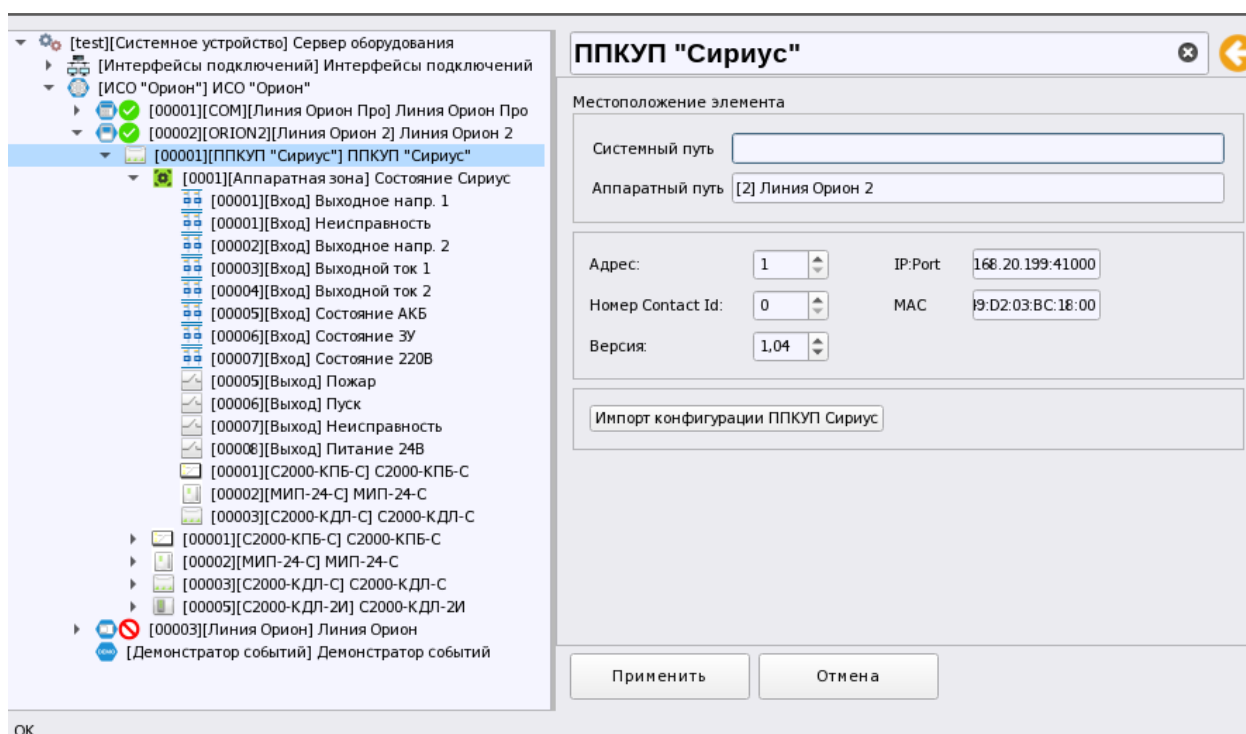 [test][Системное устройство] Сервер оборудования
[Интерфейсы подключений] Интерфейсы подключений
[ИСО "Орион"] ИСО "Орион"
[00001][COM][Линия Орион Про] Линия Орион Про
[00002][ORION2][Линия Орион 2] Линия Орион 2
[00001][ППКУП "Сириус"] ППКУП "Сириус"
[0001][Аппаратная зона] Состояние Сириус
[00001][Вход] Выходное напр. 1
[00001][Вход] Неисправность
[00002][Вход] Выходное напр. 2
[00003][Вход] Выходной ток 1
[00004][Вход] Выходной ток 2
[00005][Вход] Состояние АКБ
[00006][Вход] Состояние ЗУ
[00007][Вход] Состояние 220В
[00005][Выход] Пожар
[00006][Выход] Пуск
[00007][Выход] Неисправность
[00008][Выход] Питание 24В
[00001][С2000-КПБ-С] С2000-КПБ-С
[00002][МИП-24-С] МИП-24-С
[00003][С2000-КДЛ-С] С2000-КДЛ-С
[00001][С2000-КПБ-С] С2000-КПБ-С
[00002][МИП-24-С] МИП-24-С
[00003][С2000-КДЛ-С] С2000-КДЛ-С
[00005][С2000-КДЛ-2И] С2000-КДЛ-2И
[00003][Линия Орион] Линия Орион
[Демонстратор событий] Демонстратор событий
ППКУП "Сириус"
Местоположение элемента
Системный путь
Аппаратный путь [2] Линия Орион 2
Адрес: 1 IP:Port 168.20.199:41000
Номер Contact Id: 0 MAC 9:D2:03:BC:18:00
Версия: 1,04
Импорт конфигурации ППКУП Сириус
Применить Отмена
OK